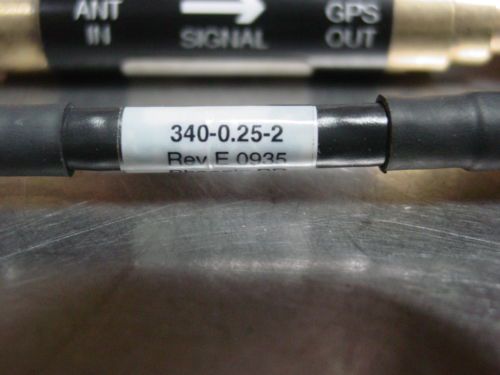 ANT GPS
IN SIGNAL OUT
340-0.25-2
Rev E 0935